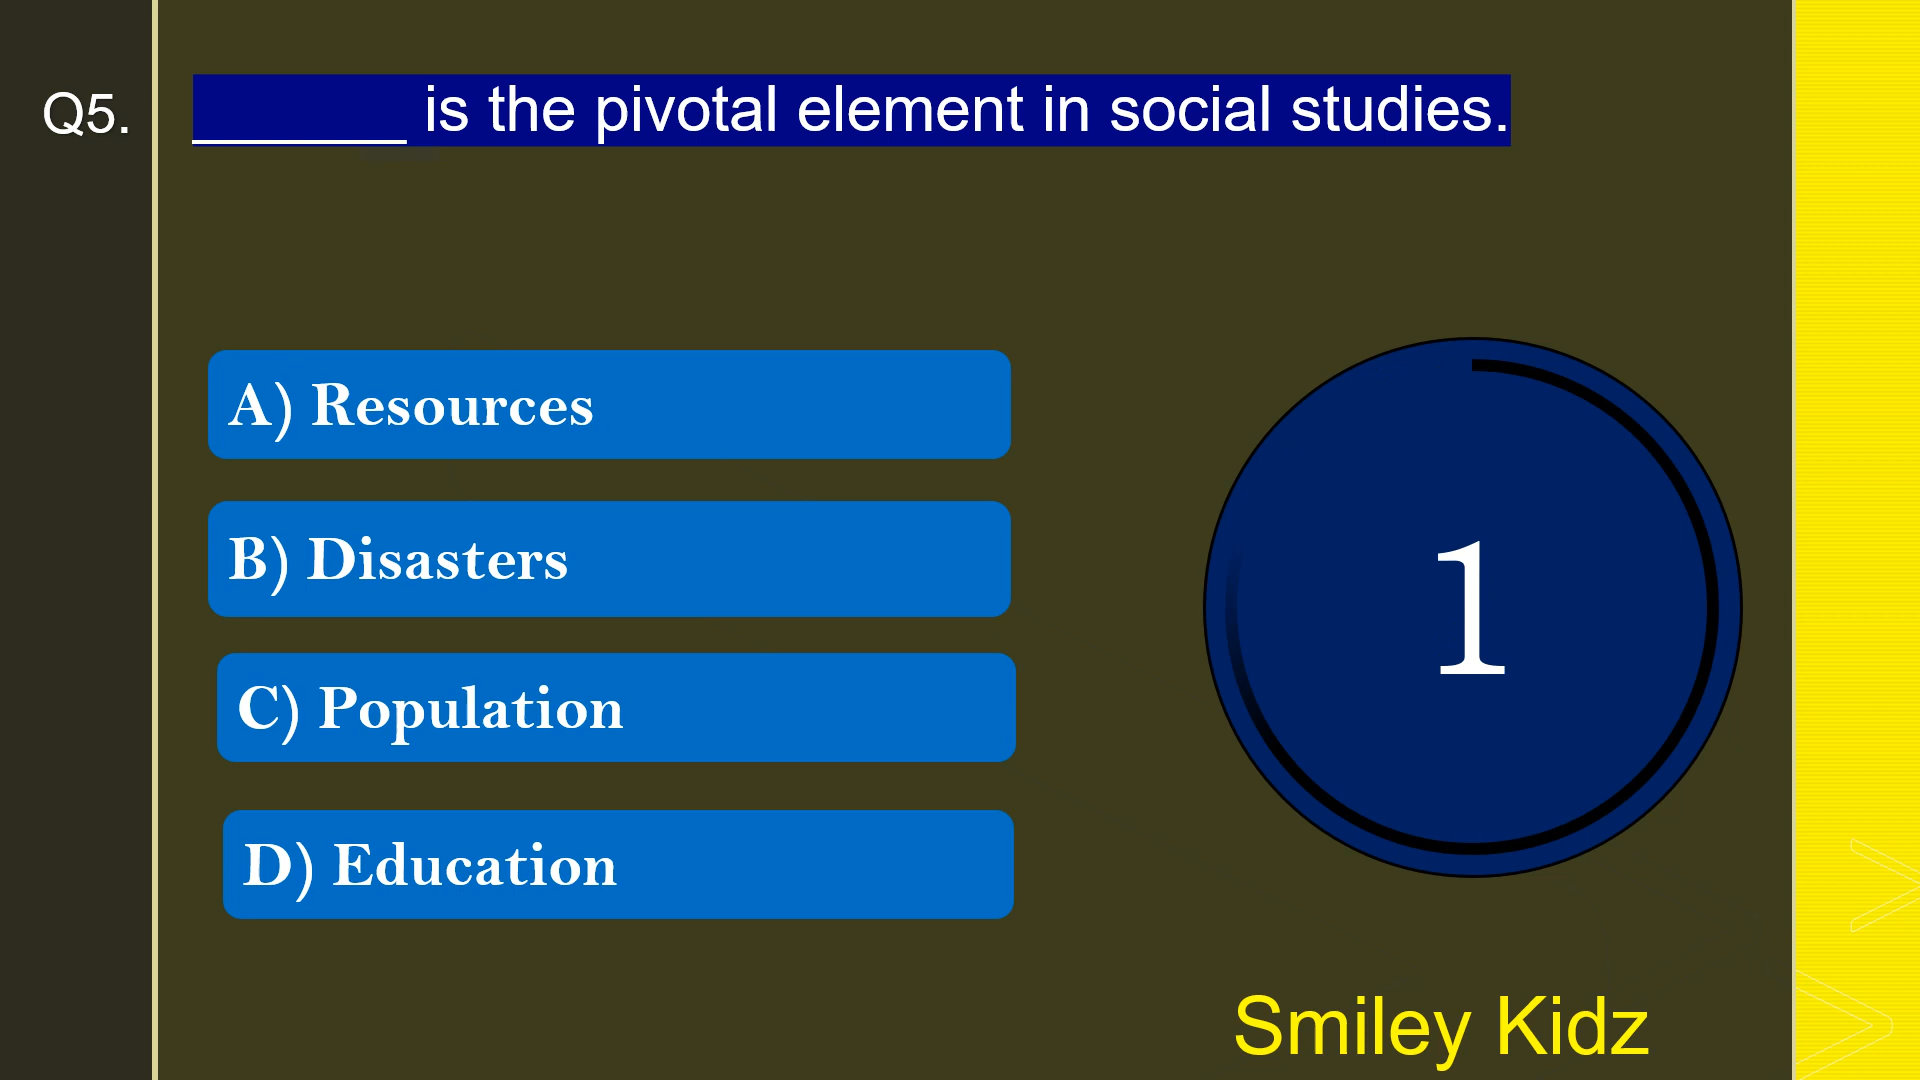 Q5.
______ is the pivotal element in social studies.
A) Resources
B) Disasters
C) Population
D) Education
1
Smiley Kidz